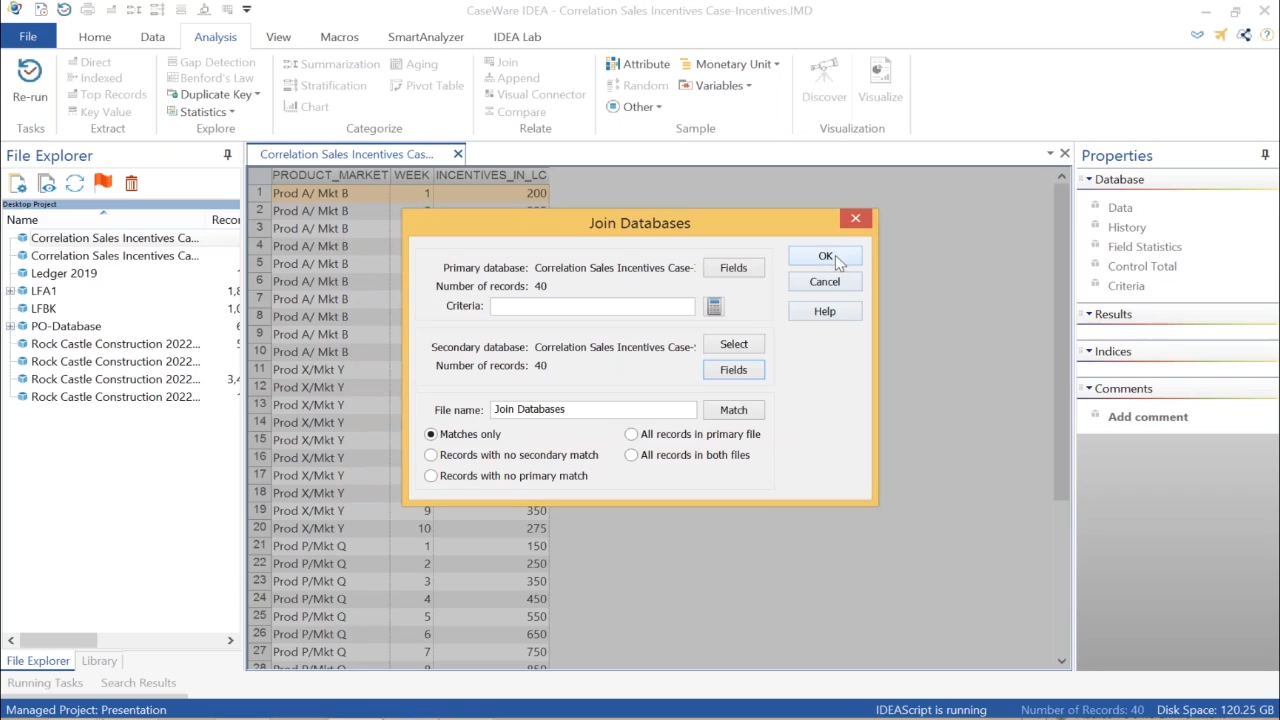 CaseWare IDEA - Correlation Sales Incentives Case-Incentives.IMD
File Home Data Analysis View Macros SmartAnalyzer IDEA Lab
Re-run
Tasks
Direct
Indexed
Top Records
Key Value
Extract
Gap Detection
Benford's Law
Duplicate Key
Statistics
Explore
Summarization
Stratification
Chart
Aging
Pivot Table
Categorize
Join
Append
Visual Connector
Compare
Relate
Attribute
Random
Other
Monetary Unit
Variables
Sample
Discover
Visualize
Visualization
File Explorer
Desktop Project
Name Recor
Correlation Sales Incentives Ca...
Correlation Sales Incentives Ca...
Ledger 2019
LFA1 1,8
LFBK 1,0
PO-Database 6
Rock Castle Construction 2022... 5
Rock Castle Construction 2022...
Rock Castle Construction 2022... 3,4
Rock Castle Construction 2022...
File Explorer Library
Running Tasks Search Results
Correlation Sales Incentives Cas...
PRODUCT_MARKET WEEK INCENTIVES_IN_LC
1 Prod A/ Mkt B 1 200
2 Prod A/ Mkt B
3 Prod A/ Mkt B
4 Prod A/ Mkt B
5 Prod A/ Mkt B
6 Prod A/ Mkt B
7 Prod A/ Mkt B
8 Prod A/ Mkt B
9 Prod A/ Mkt B
10 Prod A/ Mkt B
11 Prod X/Mkt Y
12 Prod X/Mkt Y
13 Prod X/Mkt Y
14 Prod X/Mkt Y
15 Prod X/Mkt Y
16 Prod X/Mkt Y
17 Prod X/Mkt Y
18 Prod X/Mkt Y
19 Prod X/Mkt Y 9 350
20 Prod X/Mkt Y 10 275
21 Prod P/Mkt Q 1 150
22 Prod P/Mkt Q 2 250
23 Prod P/Mkt Q 3 350
24 Prod P/Mkt Q 4 450
25 Prod P/Mkt Q 5 550
26 Prod P/Mkt Q 6 650
27 Prod P/Mkt Q 7 750
28 Prod P/Mkt Q 8 850
Join Databases
Primary database: Correlation Sales Incentives Case- Fields
Number of records: 40
Criteria:
Secondary database: Correlation Sales Incentives Case- Select
Number of records: 40 Fields
File name: Join Databases Match
Matches only All records in primary file
Records with no secondary match All records in both files
Records with no primary match
OK
Cancel
Help
Properties
Database
Data
History
Field Statistics
Control Total
Criteria
Results
Indices
Comments
Add comment
Managed Project: Presentation IDEAScript is running Number of Records: 40 Disk Space: 120.25 GB